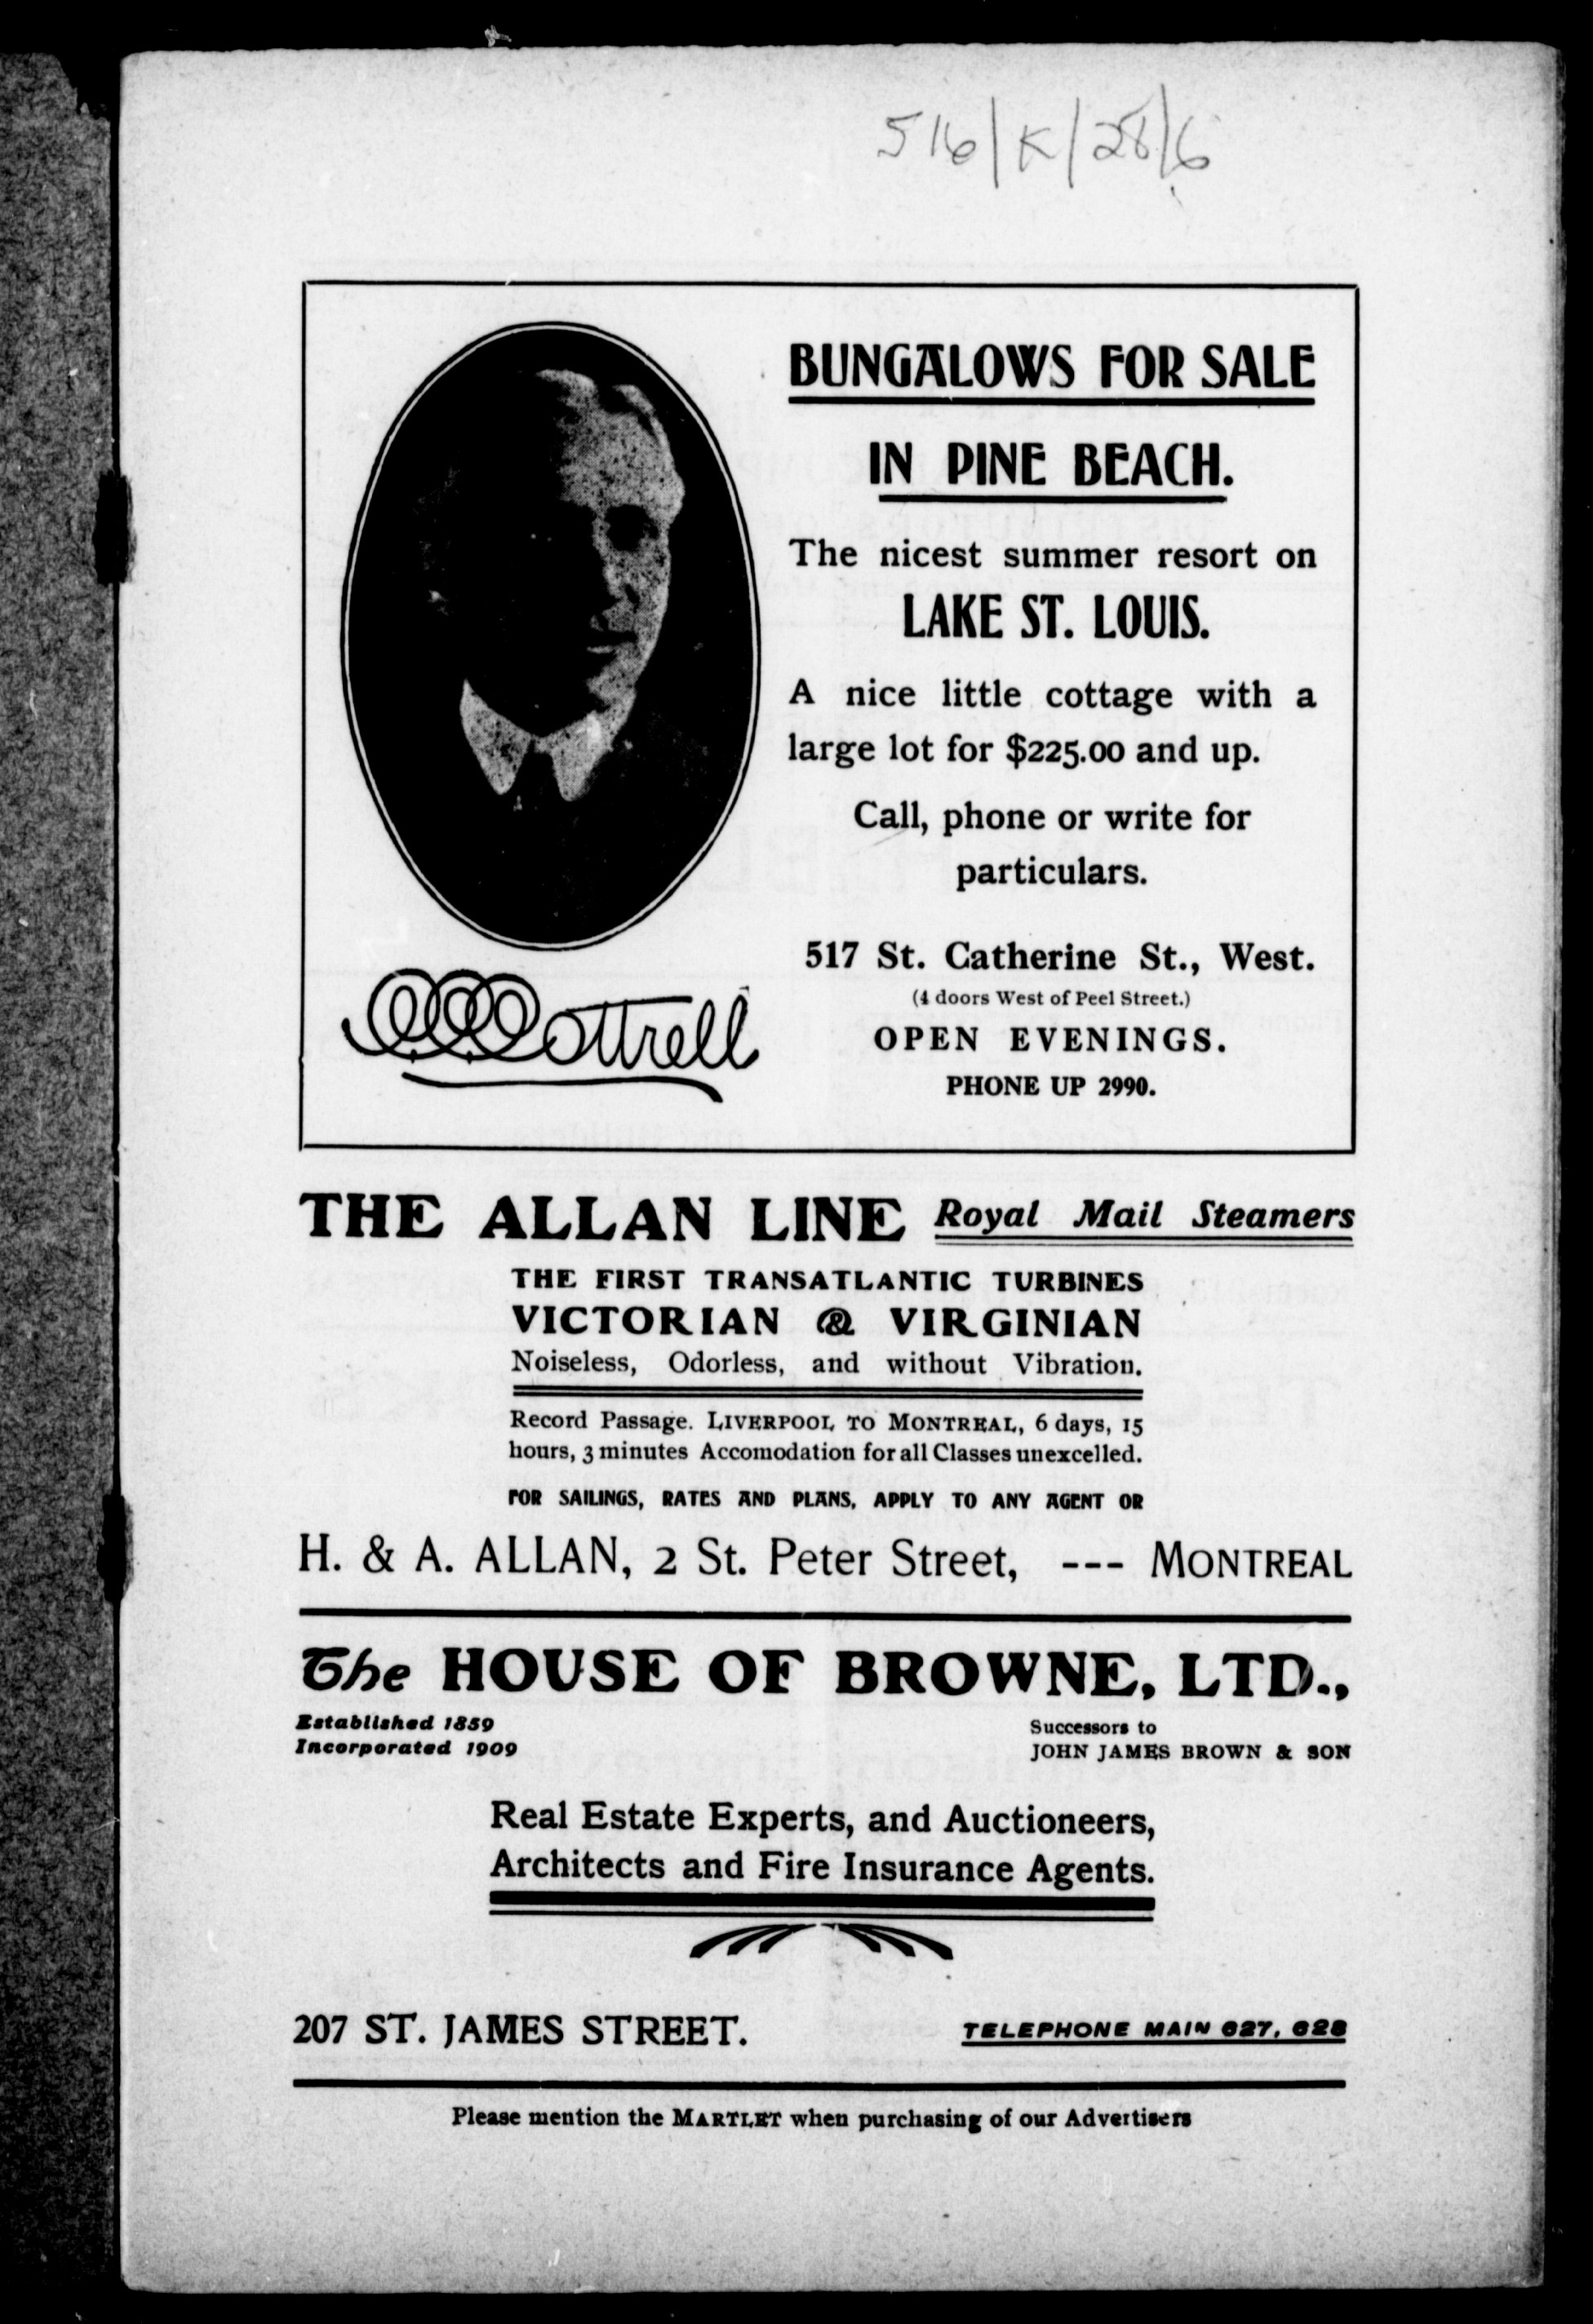 516/K/28/6
BUNGALOWS FOR SALE
IN PINE BEACH.
The nicest summer resort on
LAKE ST. LOUIS.
A nice little cottage with a
large lot for $225.00 and up.
Call, phone or write for
particulars.
517 St. Catherine St., West.
(4 doors West of Peel Street.)
OPEN EVENINGS.
PHONE UP 2990.
CCCottrell
THE ALLAN LINE Royal Mail Steamers
THE FIRST TRANSATLANTIC TURBINES
VICTORIAN & VIRGINIAN
Noiseless, Odorless, and without Vibration.
Record Passage. LIVERPOOL TO MONTREAL, 6 days, 15
hours, 3 minutes Accomodation for all Classes unexcelled.
FOR SAILINGS, RATES AND PLANS, APPLY TO ANY AGENT OR
H. & A. ALLAN, 2 St. Peter Street, --- MONTREAL
The HOUSE OF BROWNE, LTD.,
Established 1859
Incorporated 1909
Successors to
JOHN JAMES BROWN & SON
Real Estate Experts, and Auctioneers,
Architects and Fire Insurance Agents.
207 ST. JAMES STREET.
TELEPHONE MAIN 627, 628
Please mention the MARTLET when purchasing of our Advertisers